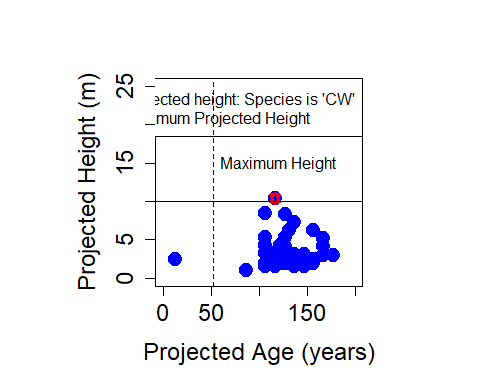 25
ected height: Species is 'CW'
mum Projected Height
15
Maximum Height
5
0
Projected Height (m)
0 50 150
Projected Age (years)